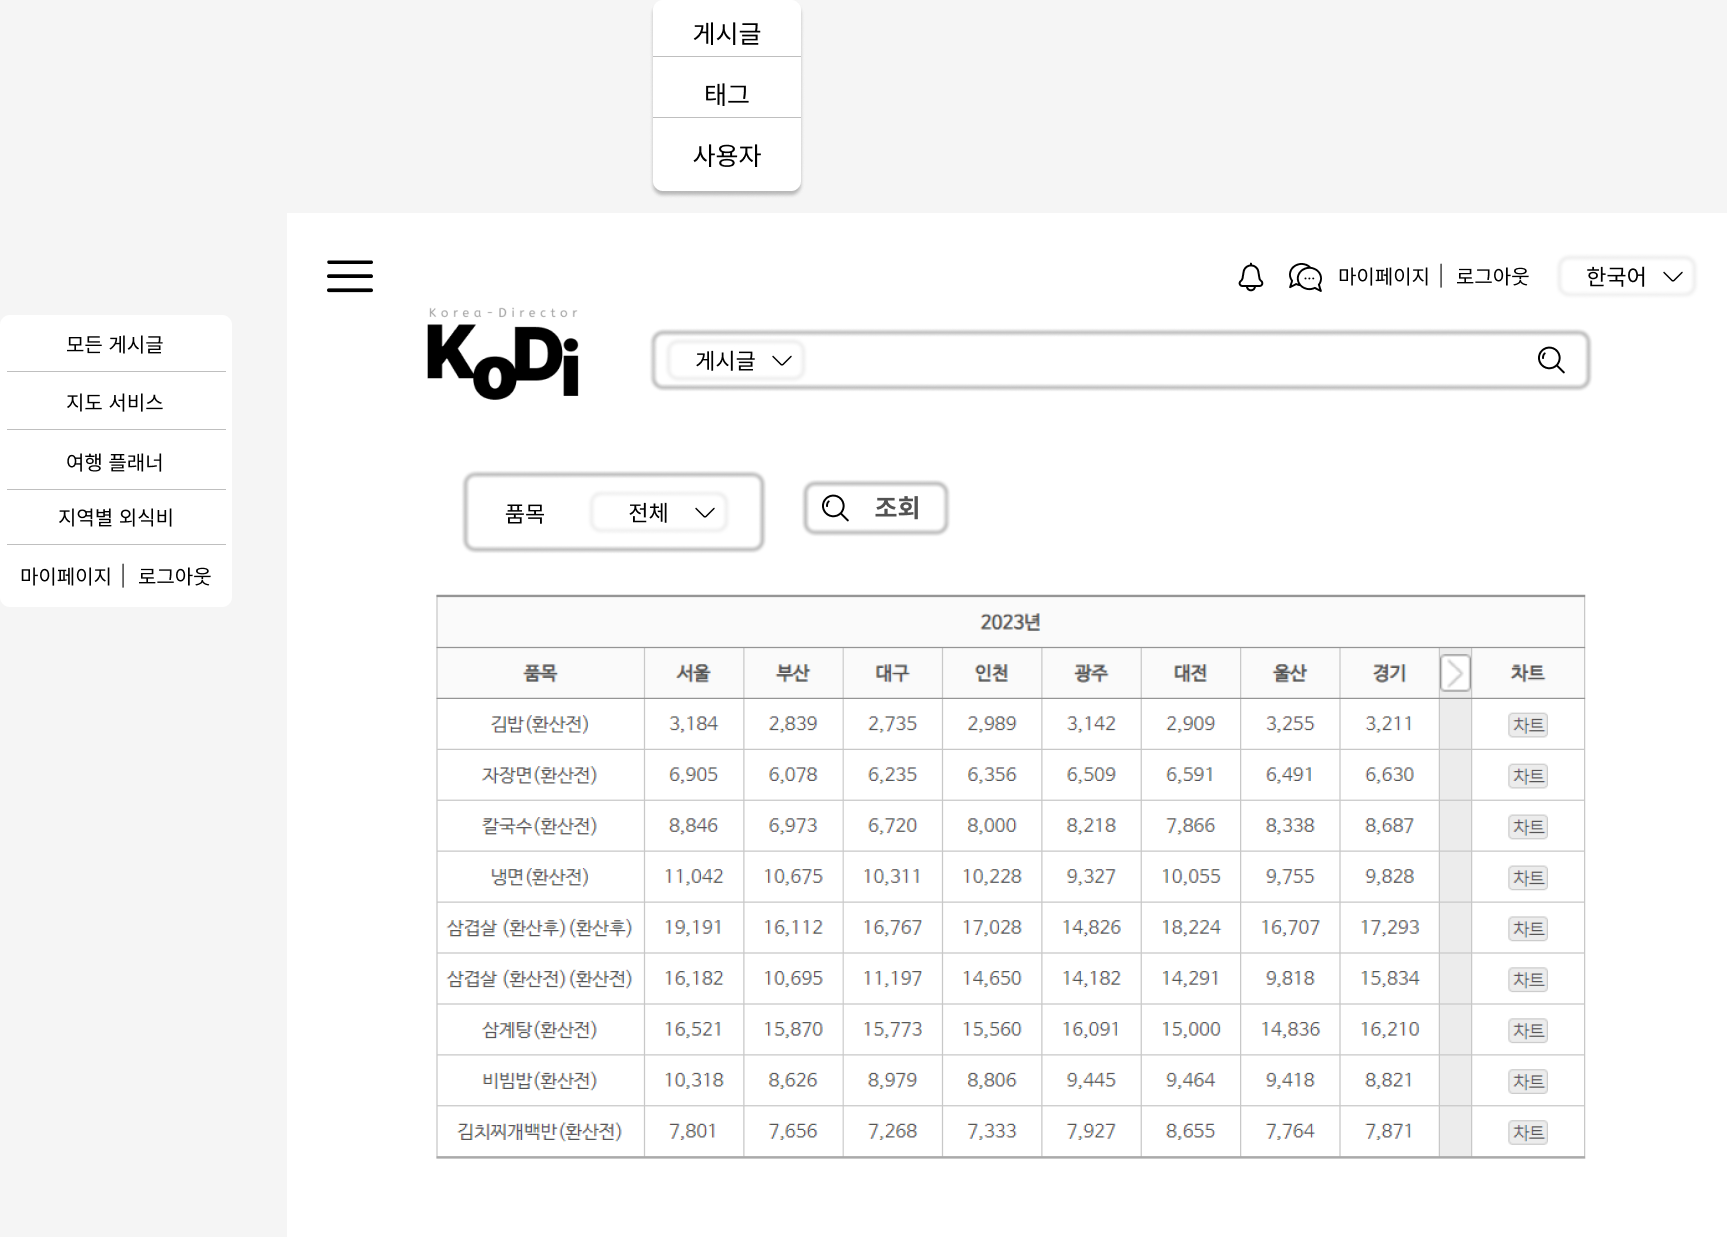 게시글
태그
사용자
마이페이지 | 로그아웃 한국어
Korea-Director
KoDi
게시글
모든 게시글
지도 서비스
여행 플래너
지역별 외식비
마이페이지 | 로그아웃
품목 전체 조회
2023년
품목 서울 부산 대구 인천 광주 대전 울산 경기 차트
김밥(환산전) 3,184 2,839 2,735 2,989 3,142 2,909 3,255 3,211 차트
자장면(환산전) 6,905 6,078 6,235 6,356 6,509 6,591 6,491 6,630 차트
칼국수(환산전) 8,846 6,973 6,720 8,000 8,218 7,866 8,338 8,687 차트
냉면(환산전) 11,042 10,675 10,311 10,228 9,327 10,055 9,755 9,828 차트
삼겹살 (환산후)(환산후) 19,191 16,112 16,767 17,028 14,826 18,224 16,707 17,293 차트
삼겹살 (환산전)(환산전) 16,182 10,695 11,197 14,650 14,182 14,291 9,818 15,834 차트
삼계탕(환산전) 16,521 15,870 15,773 15,560 16,091 15,000 14,836 16,210 차트
비빔밥(환산전) 10,318 8,626 8,979 8,806 9,445 9,464 9,418 8,821 차트
김치찌개백반(환산전) 7,801 7,656 7,268 7,333 7,927 8,655 7,764 7,871 차트